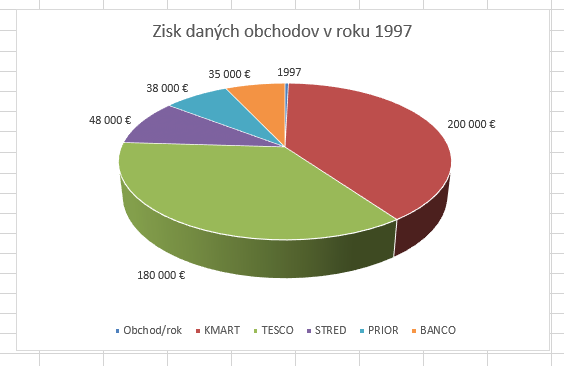 Zisk daných obchodov v roku 1997
35 000 €
1997
38 000 €
48 000 €
200 000 €
180 000 €
Obchod/rok KMART TESCO STRED PRIOR BANCO